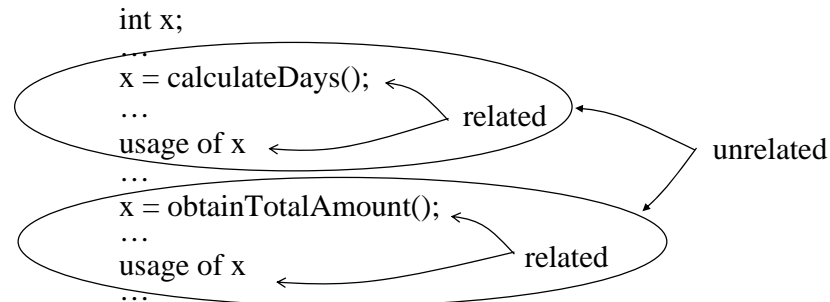 int x;
…
x = calculateDays();
…
related
usage of x
unrelated
…
x = obtainTotalAmount();
…
related
usage of x
…